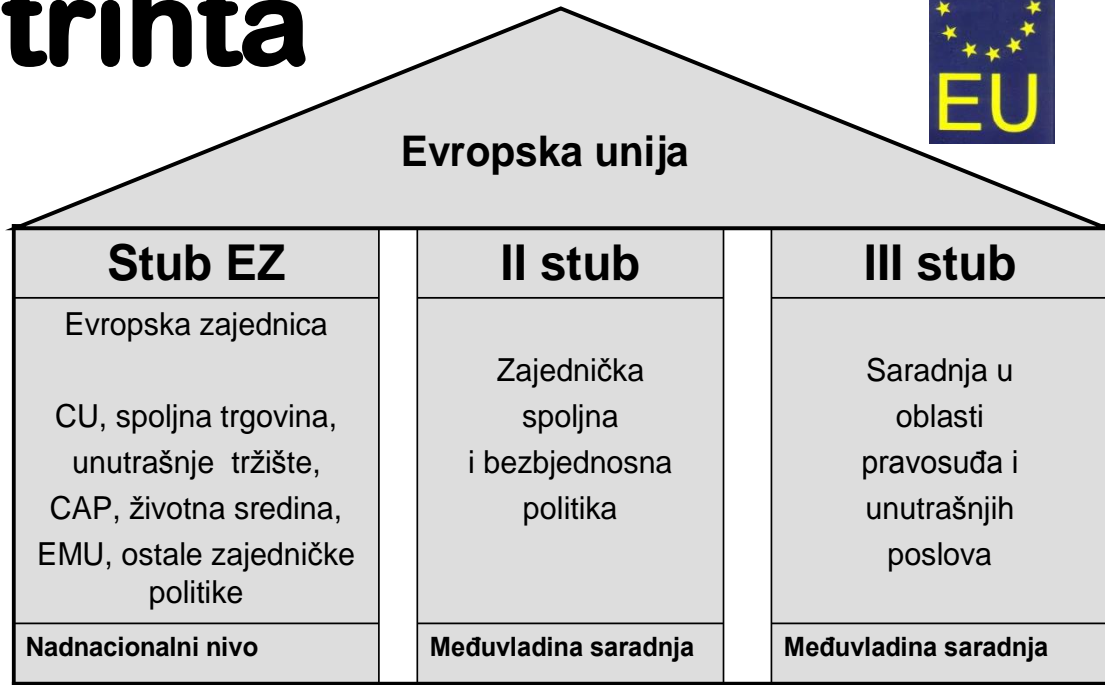 EU
Evropska unija
Stub EZ
Evropska zajednica
CU, spoljna trgovina,
unutrašnje tržište,
CAP, životna sredina,
EMU, ostale zajedničke
politike
Nadnacionalni nivo
II stub
Zajednička
spoljna
i bezbjednosna
politika
Međuvladina saradnja
III stub
Saradnja u
oblasti
pravosuđa i
unutrašnjih
poslova
Međuvladina saradnja